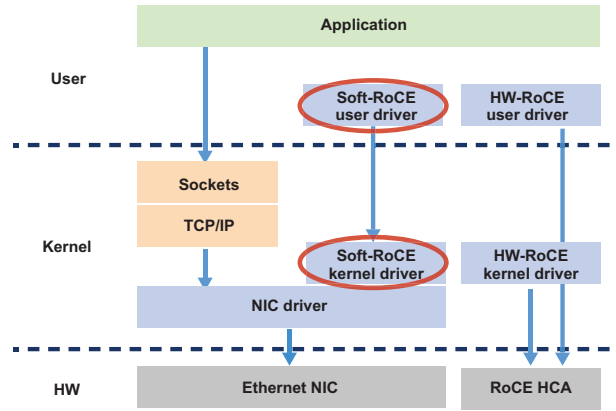 Application
User
Soft-RoCE
user driver
HW-RoCE
user driver
Sockets
TCP/IP
Kernel
Soft-RoCE
kernel driver
HW-RoCE
kernel driver
NIC driver
HW
Ethernet NIC
RoCE HCA